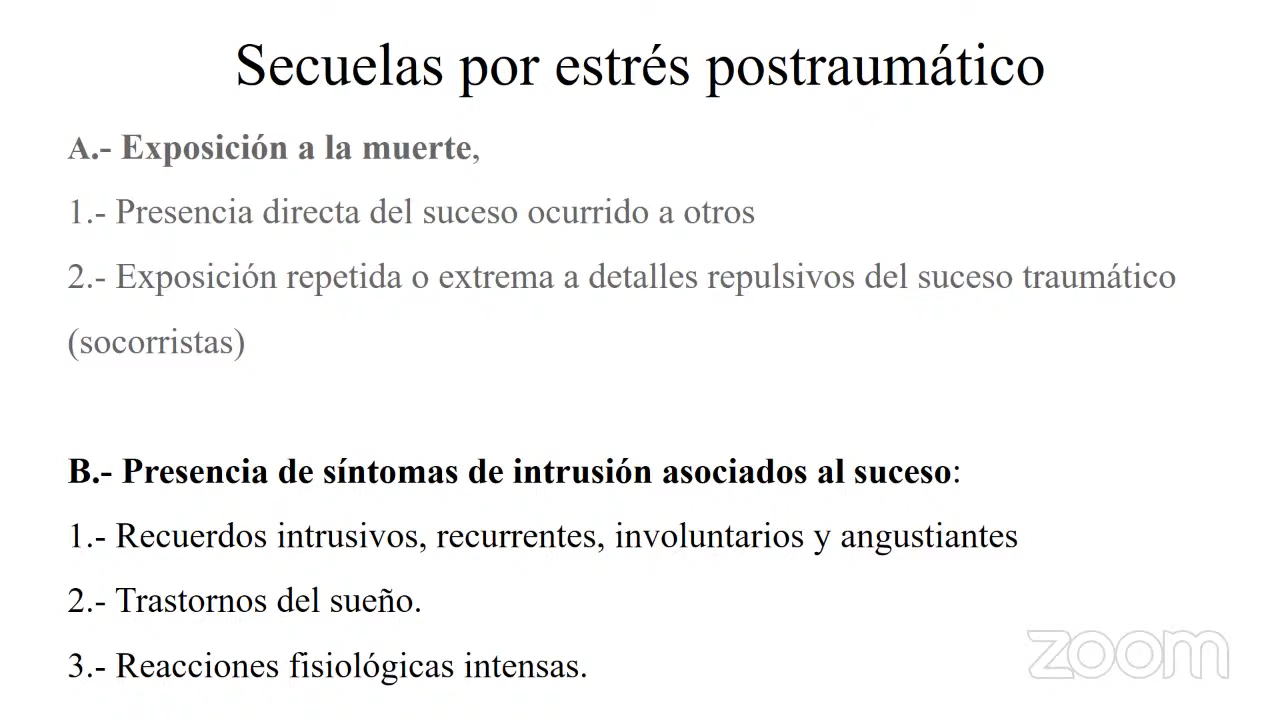 Secuelas por estrés postraumático
A.- Exposición a la muerte,
1.- Presencia directa del suceso ocurrido a otros
2.- Exposición repetida o extrema a detalles repulsivos del suceso traumático
(socorristas)
B.- Presencia de síntomas de intrusión asociados al suceso:
1.- Recuerdos intrusivos, recurrentes, involuntarios y angustiantes
2.- Trastornos del sueño.
3.- Reacciones fisiológicas intensas.
zoom